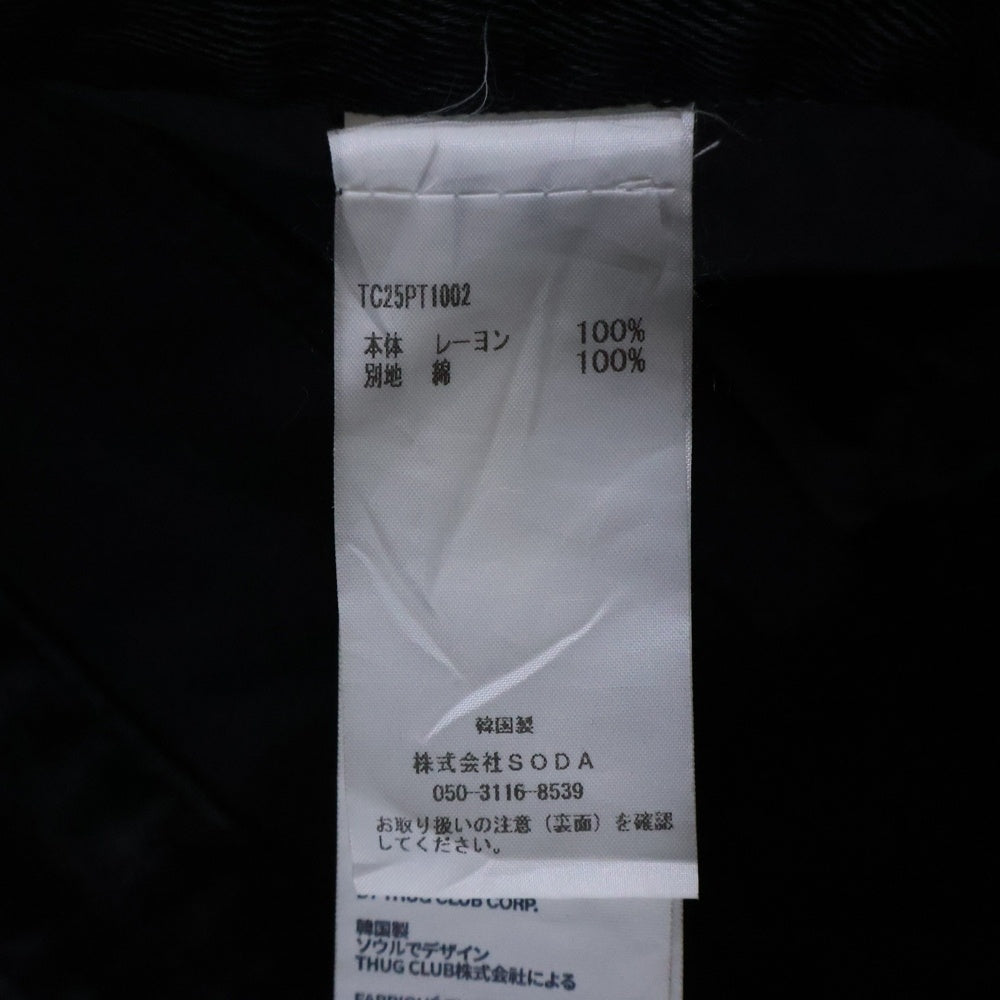 TC25PT1002
本体 レーヨン 100%
別地 綿 100%
韓国製
株式会社SODA
050-3116-8539
お取り扱いの注意(裏面)を確認
してください。
BY THUG CLUB CORP.
韓国製
ソウルでデザイン
THUG CLUB株式会社による